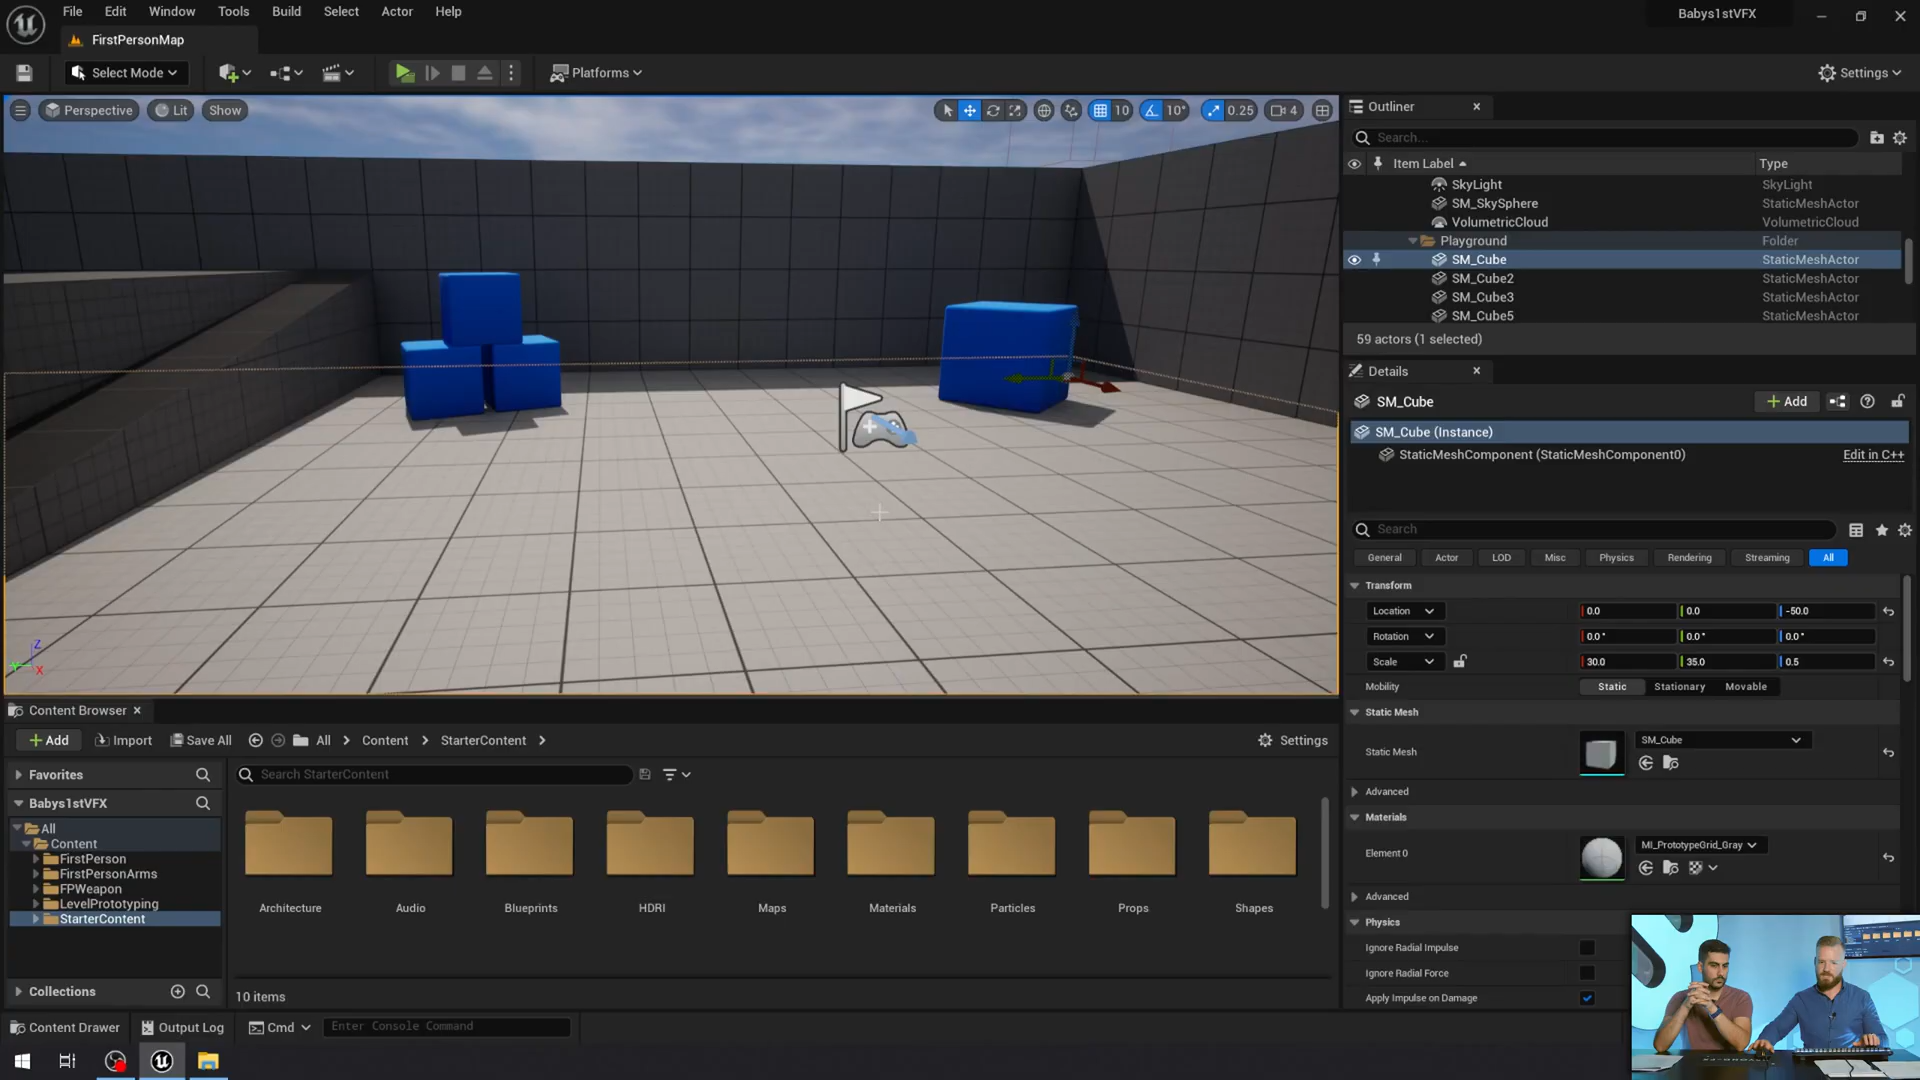 File Edit Window Tools Build Select Actor Help
Babys1stVFX
FirstPersonMap
Select Mode
Platforms
Settings
Perspective Lit Show
10 10° 0.25 4
Outliner
Search...
Item Label Type
SkyLight SkyLight
SM_SkySphere StaticMeshActor
VolumetricCloud VolumetricCloud
Playground Folder
SM_Cube StaticMeshActor
SM_Cube2 StaticMeshActor
SM_Cube3 StaticMeshActor
SM_Cube5 StaticMeshActor
59 actors (1 selected)
Details
SM_Cube
Add
SM_Cube (Instance)
StaticMeshComponent (StaticMeshComponent0) Edit in C++
Search
General Actor LOD Misc Physics Rendering Streaming All
Transform
Location 0.0 0.0 -50.0
Rotation 0.0° 0.0° 0.0°
Scale 30.0 35.0 0.5
Mobility Static Stationary Movable
Static Mesh
Static Mesh SM_Cube
Advanced
Materials
Element 0 MI_PrototypeGrid_Gray
Advanced
Physics
Ignore Radial Impulse
Ignore Radial Force
Apply Impulse on Damage
Z
Y
X
Content Browser
Add Import Save All All Content StarterContent Settings
Favorites
Search StarterContent
Babys1stVFX
All
Content
FirstPerson
FirstPersonArms
FPWeapon
LevelPrototyping
StarterContent
Architecture Audio Blueprints HDRI Maps Materials Particles Props Shapes
Collections
10 items
Content Drawer Output Log Cmd Enter Console Command